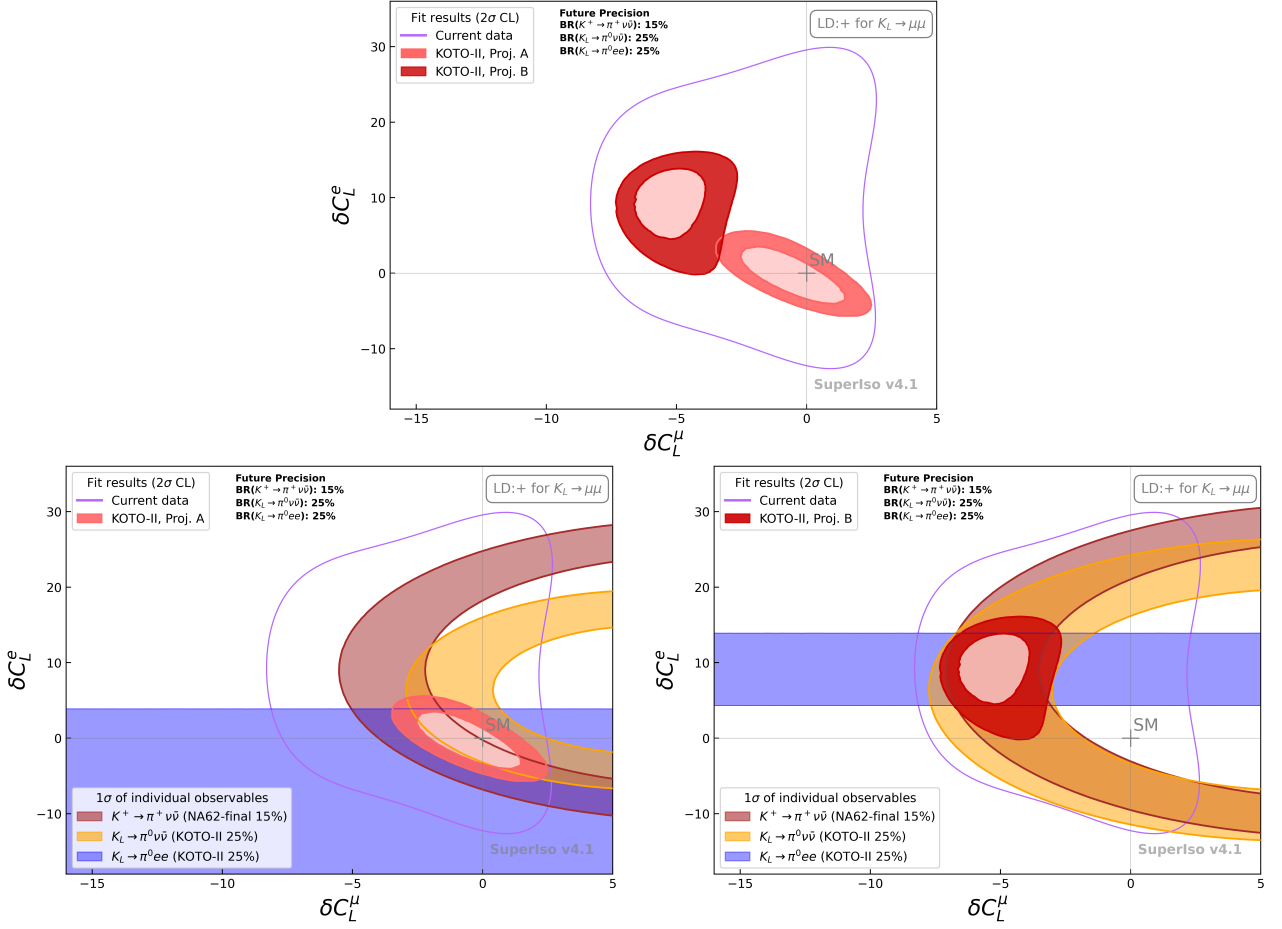 Fit results (2σ CL)
Current data
KOTO-II, Proj. A
KOTO-II, Proj. B
Future Precision
BR(K⁺ → π⁺νν̄): 15%
BR(K_L → π⁰νν̄): 25%
BR(K_L → π⁰ee): 25%
LD:+ for K_L → μμ
30
20
10
0
−10
δC_L^e
SM
SuperIso v4.1
−15
−10
−5
0
5
δC_L^μ
Fit results (2σ CL)
Current data
KOTO-II, Proj. A
Future Precision
BR(K⁺ → π⁺νν̄): 15%
BR(K_L → π⁰νν̄): 25%
BR(K_L → π⁰ee): 25%
LD:+ for K_L → μμ
30
20
10
0
−10
δC_L^e
SM
1σ of individual observables
K⁺ → π⁺νν̄ (NA62-final 15%)
K_L → π⁰νν̄ (KOTO-II 25%)
K_L → π⁰ee (KOTO-II 25%)
SuperIso v4.1
−15
−10
−5
0
5
δC_L^μ
Fit results (2σ CL)
Current data
KOTO-II, Proj. B
Future Precision
BR(K⁺ → π⁺νν̄): 15%
BR(K_L → π⁰νν̄): 25%
BR(K_L → π⁰ee): 25%
LD:+ for K_L → μμ
30
20
10
0
−10
δC_L^e
SM
1σ of individual observables
K⁺ → π⁺νν̄ (NA62-final 15%)
K_L → π⁰νν̄ (KOTO-II 25%)
K_L → π⁰ee (KOTO-II 25%)
SuperIso v4.1
−15
−10
−5
0
5
δC_L^μ